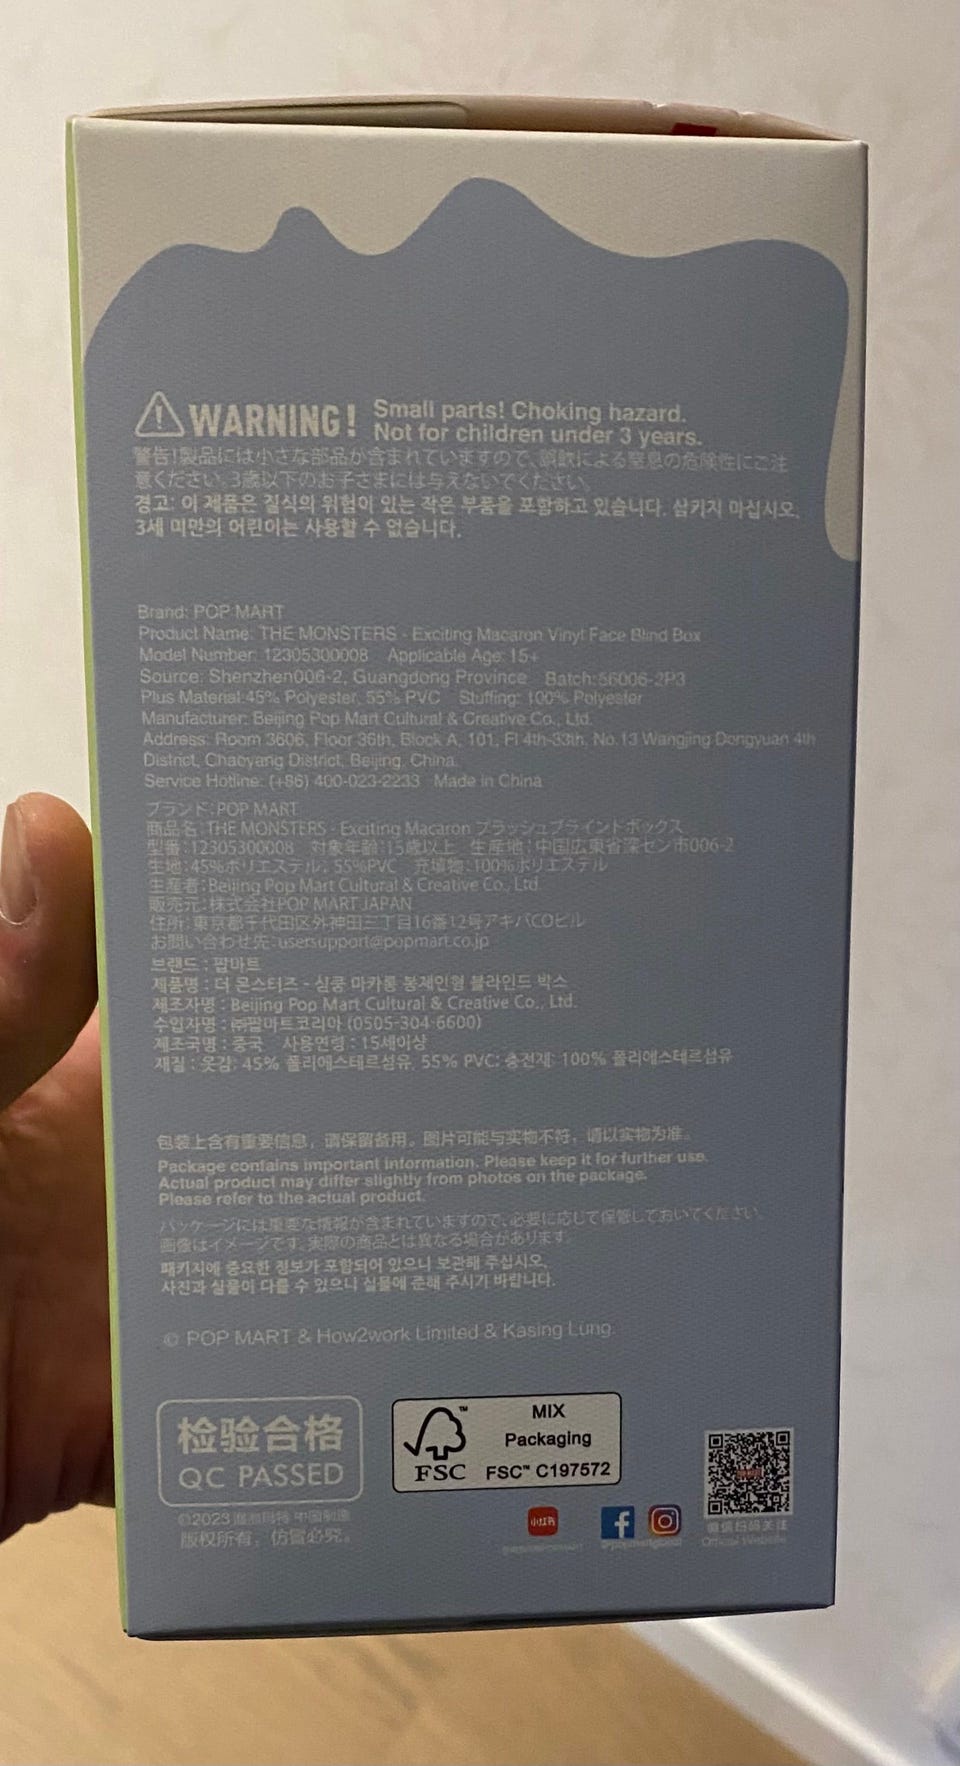 WARNING! Small parts! Choking hazard.
Not for children under 3 years.
警告!製品には小さな部品が含まれていますので、誤飲による窒息の危険性にご注
意ください。3歳以下のお子さまには与えないでください。
경고: 이 제품은 질식의 위험이 있는 작은 부품을 포함하고 있습니다. 삼키지 마십시오.
3세 미만의 어린이는 사용할 수 없습니다.
Brand: POP MART
Product Name: THE MONSTERS - Exciting Macaron Vinyl Face Blind Box
Model Number: 12305300008 Applicable Age: 15+
Source: Shenzhen006-2, Guangdong Province Batch:56006-2P3
Plus Material:45% Polyester, 55% PVC Stuffing: 100% Polyester
Manufacturer: Beijing Pop Mart Cultural & Creative Co., Ltd.
Address: Room 3606, Floor 36th, Block A, 101, Fl 4th-33th, No.13 Wangjing Dongyuan 4th
District, Chaoyang District, Beijing, China.
Service Hotline: (+86) 400-023-2233 Made in China
ブランド:POP MART
商品名:THE MONSTERS - Exciting Macaron プラッシュブラインドボックス
型番:12305300008 対象年齢:15歳以上 生産地:中国広東省深セン市006-2
生地:45%ポリエステル, 55%PVC 充填物:100%ポリエステル
生産者:Beijing Pop Mart Cultural & Creative Co., Ltd.
販売元:株式会社POP MART JAPAN
住所:東京都千代田区外神田三丁目16番12号アキバCOビル
お問い合わせ先:usersupport@popmart.co.jp
브랜드 : 팝마트
제품명 : 더 몬스터즈 - 심쿵 마카롱 봉제인형 블라인드 박스
제조자명 : Beijing Pop Mart Cultural & Creative Co., Ltd.
수입자명 : ㈜팝마트코리아 (0505-304-6600)
제조국명 : 중국 사용연령 : 15세이상
재질 : 옷감: 45% 폴리에스테르섬유, 55% PVC; 충전재: 100% 폴리에스테르섬유
包装上含有重要信息，请保留备用。图片可能与实物不符，请以实物为准。
Package contains important information. Please keep it for further use.
Actual product may differ slightly from photos on the package.
Please refer to the actual product.
パッケージには重要な情報が含まれていますので、必要に応じて保管しておいてください。
画像はイメージです。実際の商品とは異なる場合があります。
패키지에 중요한 정보가 포함되어 있으니 보관해 주십시오.
사진과 실물이 다를 수 있으니 실물에 준해 주시기 바랍니다.
© POP MART & How2work Limited & Kasing Lung.
检验合格
QC PASSED
FSC™
MIX
Packaging
FSC™ C197572
©2023 泡泡玛特 中国制造
版权所有，仿冒必究。
小红书
@popmartglobal
微信扫码关注
Official Website